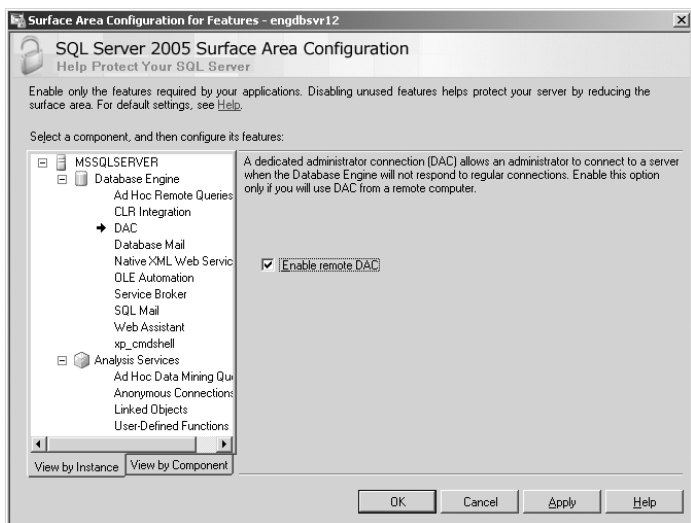 Surface Area Configuration for Features - engdbsvr12
SQL Server 2005 Surface Area Configuration
Help Protect Your SQL Server
Enable only the features required by your applications. Disabling unused features helps protect your server by reducing the
surface area. For default settings, see Help.
Select a component, and then configure its features:
MSSQLSERVER
Database Engine
Ad Hoc Remote Queries
CLR Integration
DAC
Database Mail
Native XML Web Servic
OLE Automation
Service Broker
SQL Mail
Web Assistant
xp_cmdshell
Analysis Services
Ad Hoc Data Mining Qu
Anonymous Connections
Linked Objects
User-Defined Functions
View by Instance
View by Component
A dedicated administrator connection (DAC) allows an administrator to connect to a server
when the Database Engine will not respond to regular connections. Enable this option
only if you will use DAC from a remote computer.
Enable remote DAC
OK
Cancel
Apply
Help